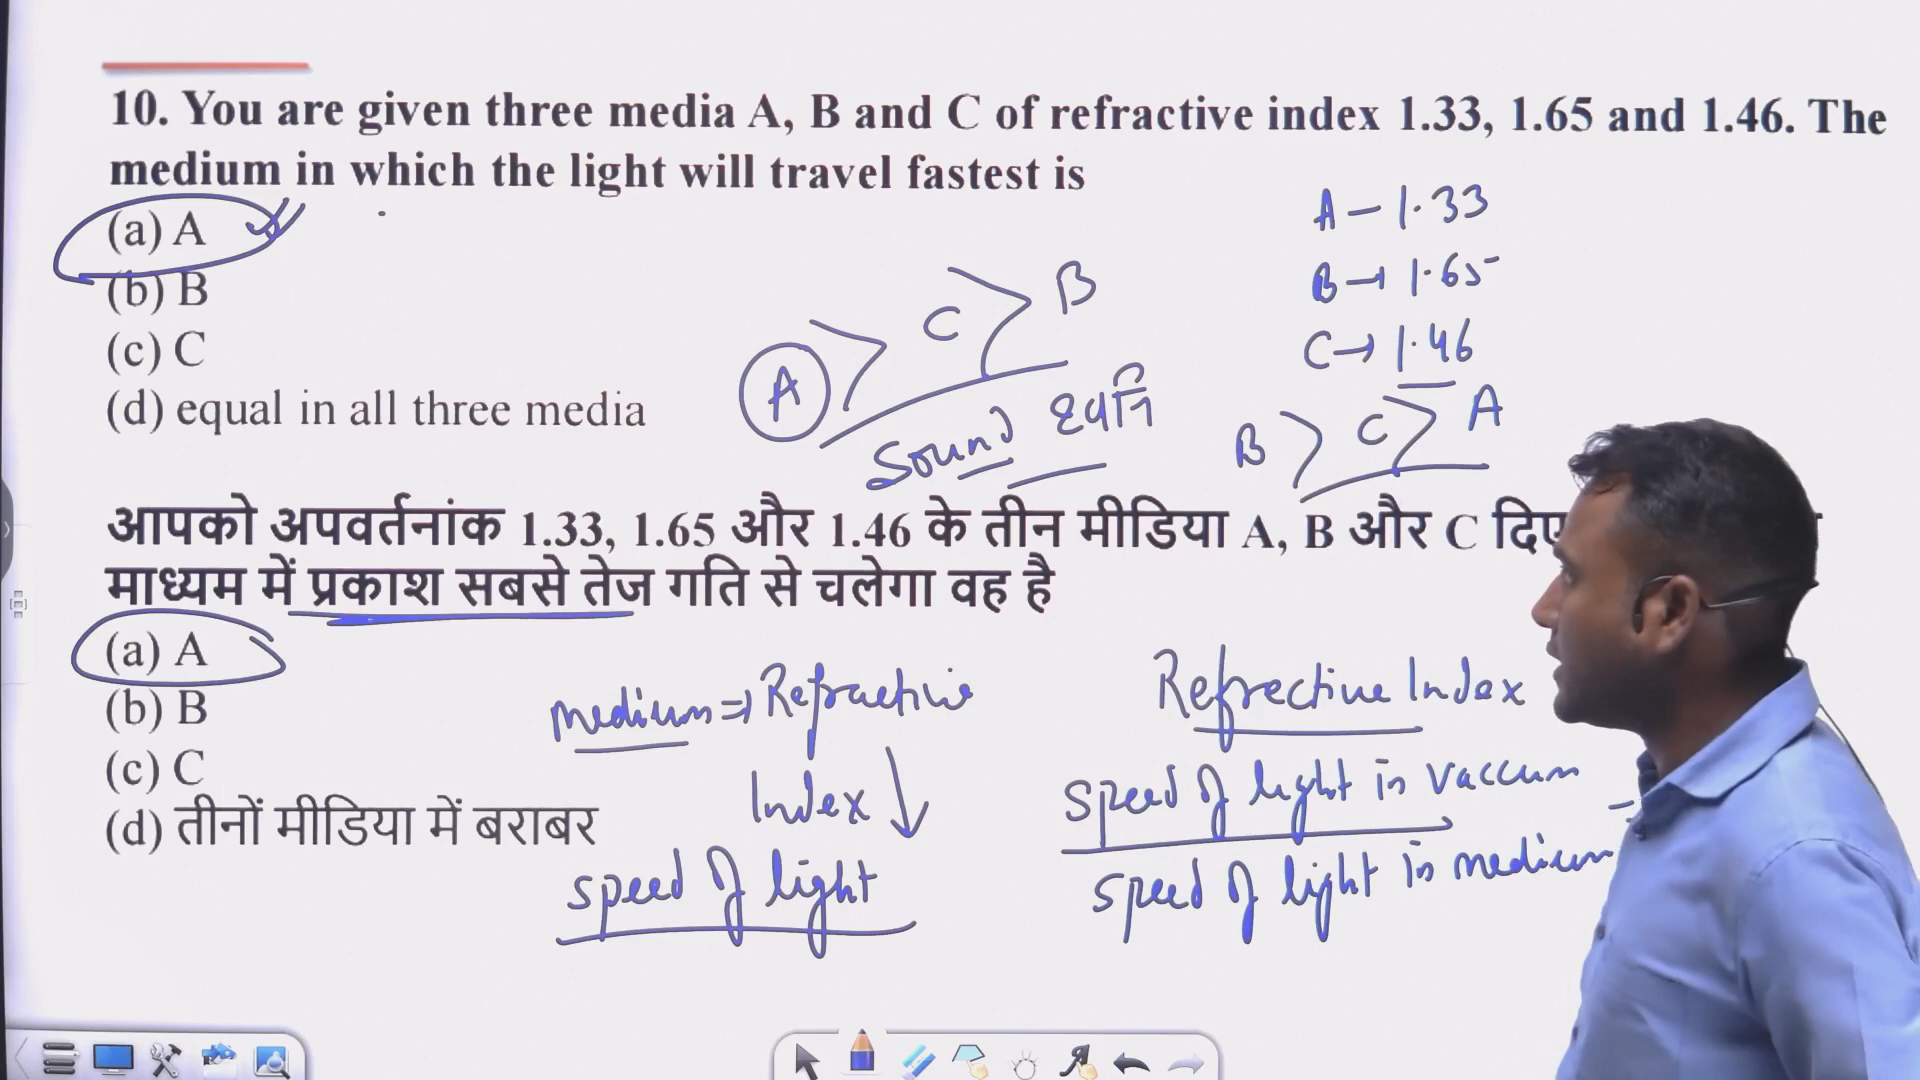 10. You are given three media A, B and C of refractive index 1.33, 1.65 and 1.46. The
medium in which the light will travel fastest is
(a) A
(b) B
(c) C
(d) equal in all three media
A – 1.33
B → 1.65
C → 1.46
A > C > B
Sound ध्वनि
B > C > A
आपको अपवर्तनांक 1.33, 1.65 और 1.46 के तीन मीडिया A, B और C
माध्यम में प्रकाश सबसे तेज गति से चलेगा वह है
(a) A
(b) B
(c) C
(d) तीनों मीडिया में बराबर
medium ⇒ Refractive
Index ↓
speed of light
Refrective Index
speed of light in vaccum
speed of light in medium